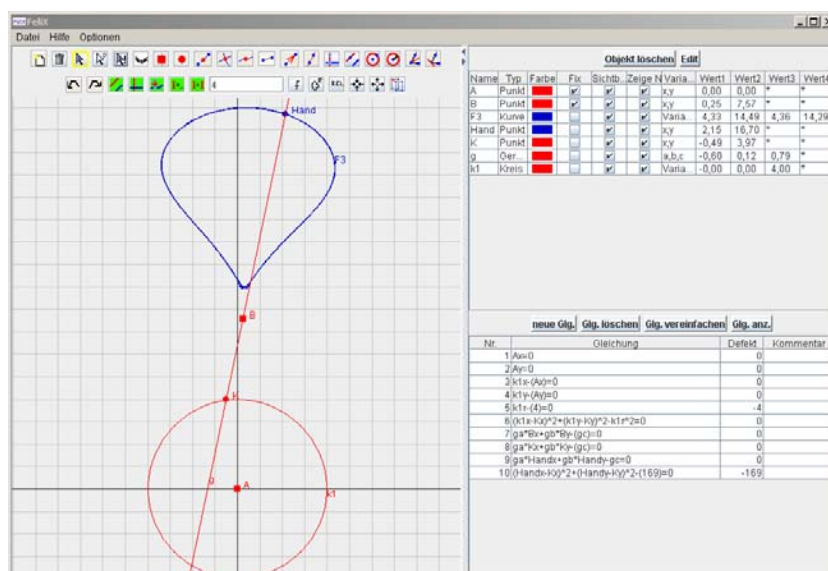 FeliX
Datei Hilfe Optionen
4
Objekt löschen Edit
Name Typ Farbe Fix Sichtb.. Zeige N Varia... Wert1 Wert2 Wert3 Wert4
A Punkt x,y 0,00 0,00 * *
B Punkt x,y 0,25 7,57 * *
F3 Kurve Varia... 4,33 14,49 4,36 14,29
Hand Punkt x,y 2,15 16,70 * *
K Punkt x,y -0,49 3,97 * *
g Ger... a,b,c -0,60 0,12 0,79 *
k1 Kreis Varia... -0,00 0,00 4,00 *
Hand
F3
B
K
g
A
k1
neue Glg. Glg. löschen Glg. vereinfachen Glg. anz.
Nr. Gleichung Defekt Kommentar
1 Ax=0 0
2 Ay=0 0
3 k1x-(Ax)=0 0
4 k1y-(Ay)=0 0
5 k1r-(4)=0 -4
6 (k1x-Kx)^2+(k1y-Ky)^2-k1r^2=0 0
7 ga*Bx+gb*By-(gc)=0 0
8 ga*Kx+gb*Ky-(gc)=0 0
9 ga*Handx+gb*Handy-gc=0 0
10 (Handx-Kx)^2+(Handy-Ky)^2-(169)=0 -169